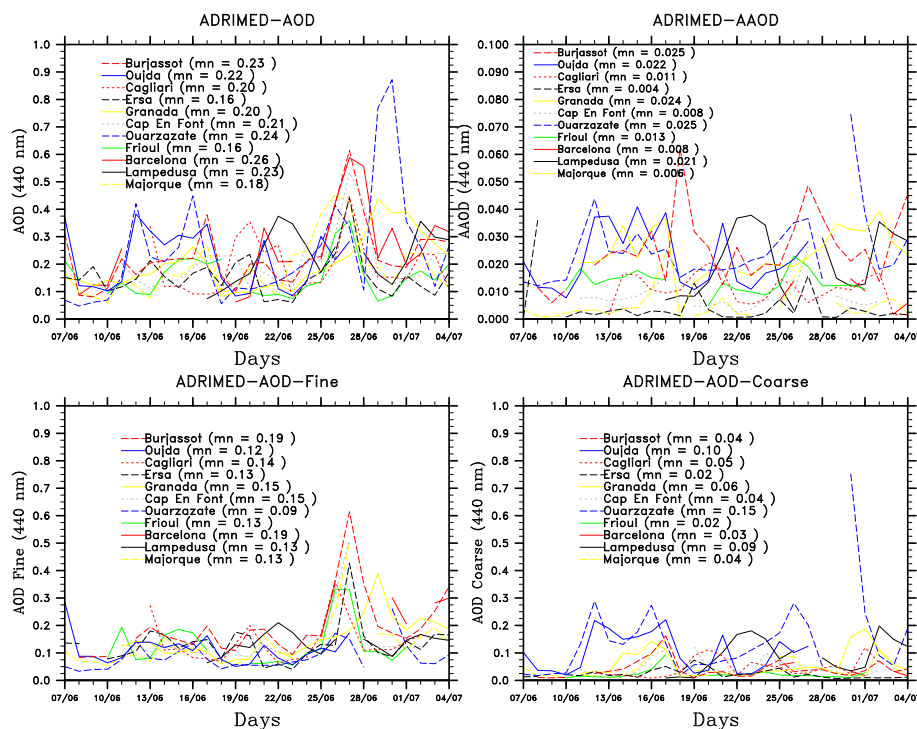 ADRIMED-AOD
1.0
0.9
0.8
0.7
0.6
0.5
0.4
0.3
0.2
0.1
0.0
AOD (440 nm)
Burjassot (mn = 0.23 )
Oujda (mn = 0.22 )
Cagliari (mn = 0.20 )
Ersa (mn = 0.16 )
Granada (mn = 0.20 )
Cap En Font (mn = 0.21 )
Ouarzazate (mn = 0.24 )
Frioul (mn = 0.16 )
Barcelona (mn = 0.26 )
Lampedusa (mn = 0.23)
Majorque (mn = 0.18)
07/06 10/06 13/06 16/06 19/06 22/06 25/06 28/06 01/07 04/07
Days
ADRIMED-AAOD
0.100
0.090
0.080
0.070
0.060
0.050
0.040
0.030
0.020
0.010
0.000
AAOD (440 nm)
Burjassot (mn = 0.025 )
Oujda (mn = 0.022 )
Cagliari (mn = 0.011 )
Ersa (mn = 0.004 )
Granada (mn = 0.024 )
Cap En Font (mn = 0.008 )
Ouarzazate (mn = 0.025 )
Frioul (mn = 0.013 )
Barcelona (mn = 0.008 )
Lampedusa (mn = 0.021 )
Majorque (mn = 0.006 )
07/06 10/06 13/06 16/06 19/06 22/06 25/06 28/06 01/07 04/07
Days
ADRIMED-AOD-Fine
1.0
0.9
0.8
0.7
0.6
0.5
0.4
0.3
0.2
0.1
0.0
AOD Fine (440 nm)
Burjassot (mn = 0.19 )
Oujda (mn = 0.12 )
Cagliari (mn = 0.14 )
Ersa (mn = 0.13 )
Granada (mn = 0.15 )
Cap En Font (mn = 0.15 )
Ouarzazate (mn = 0.09 )
Frioul (mn = 0.13 )
Barcelona (mn = 0.19 )
Lampedusa (mn = 0.13 )
Majorque (mn = 0.13 )
07/06 10/06 13/06 16/06 19/06 22/06 25/06 28/06 01/07 04/07
Days
ADRIMED-AOD-Coarse
1.0
0.9
0.8
0.7
0.6
0.5
0.4
0.3
0.2
0.1
0.0
AOD Coarse (440 nm)
Burjassot (mn = 0.04 )
Oujda (mn = 0.10 )
Cagliari (mn = 0.05 )
Ersa (mn = 0.02 )
Granada (mn = 0.06 )
Cap En Font (mn = 0.04 )
Ouarzazate (mn = 0.15 )
Frioul (mn = 0.02 )
Barcelona (mn = 0.03 )
Lampedusa (mn = 0.09 )
Majorque (mn = 0.04 )
07/06 10/06 13/06 16/06 19/06 22/06 25/06 28/06 01/07 04/07
Days